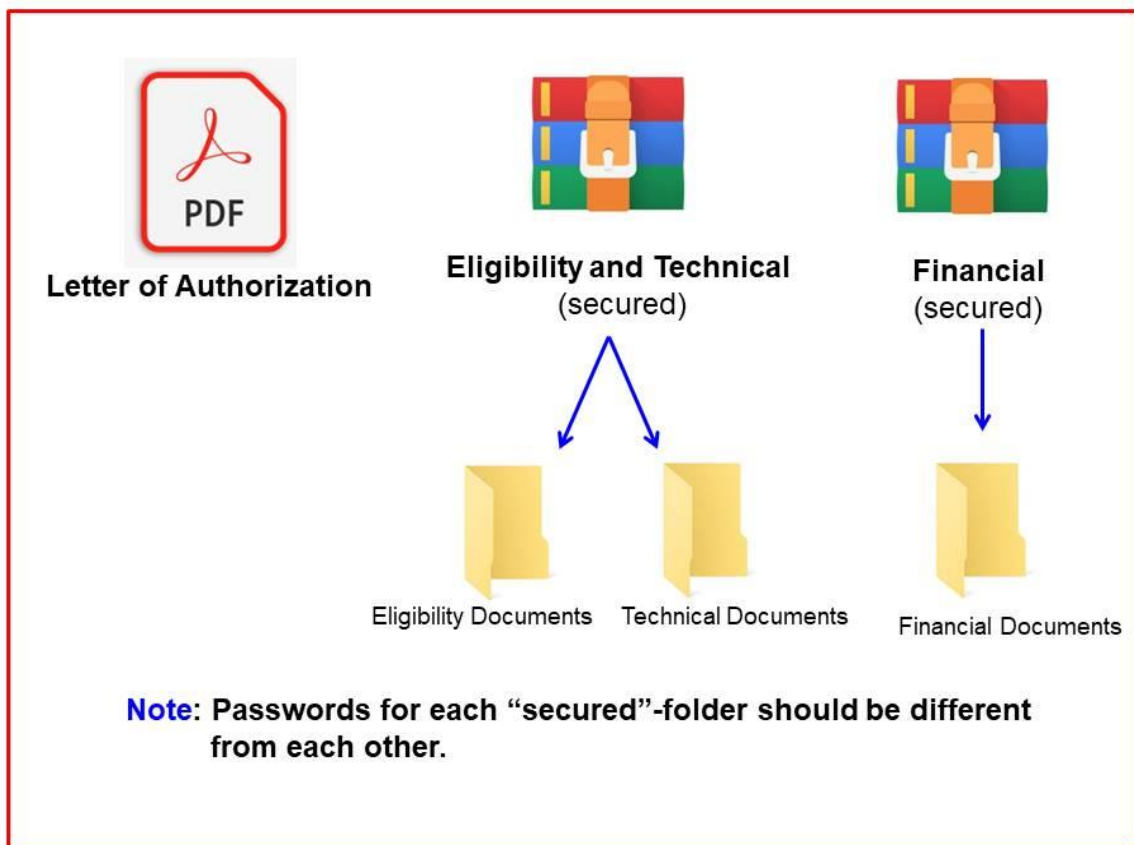 PDF
Letter of Authorization
Eligibility and Technical
(secured)
Financial
(secured)
Eligibility Documents
Technical Documents
Financial Documents
Note: Passwords for each “secured”-folder should be different
from each other.